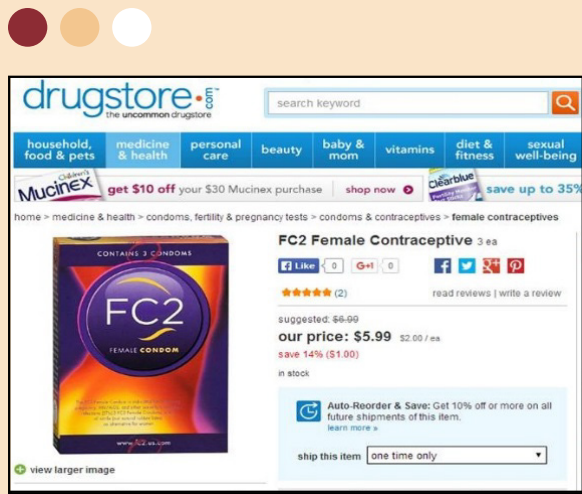 drugstore.
the uncommon drugstore
search keyword
household, food & pets
medicine & health
personal care
beauty
baby & mom
vitamins
diet & fitness
sexual well-being
Children's
Mucinex
get $10 off your $30 Mucinex purchase
shop now
Clearblue
save up to 35%
home > medicine & health > condoms, fertility & pregnancy tests > condoms & contraceptives > female contraceptives
CONTAINS 3 CONDOMS
FC2
FEMALE CONDOM
view larger image
FC2 Female Contraceptive 3 ea
Like 0 G+1 0
(2)
read reviews | write a review
suggested: $6.99
our price: $5.99 $2.00 / ea
save 14% ($1.00)
in stock
Auto-Reorder & Save: Get 10% off or more on all
future shipments of this item.
learn more »
ship this item one time only